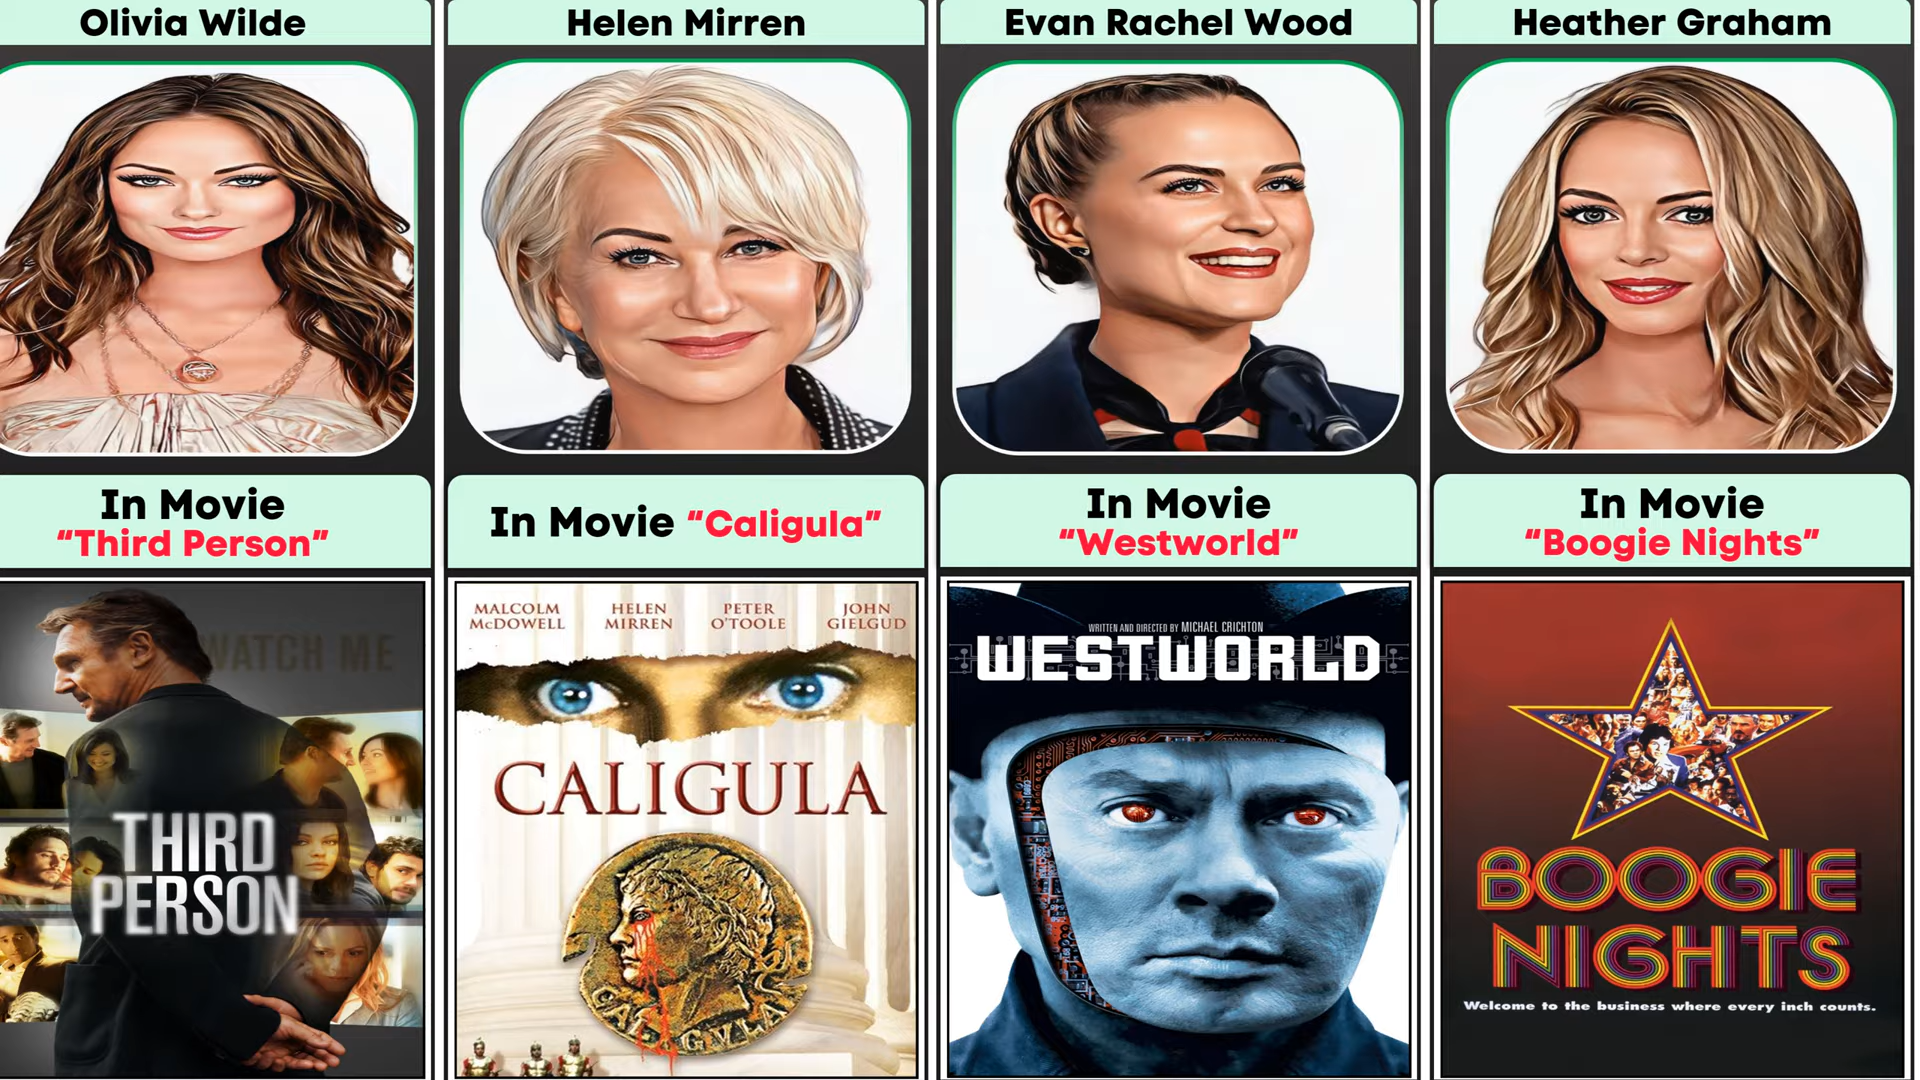 Olivia Wilde
Helen Mirren
Evan Rachel Wood
Heather Graham
In Movie
“Third Person”
In Movie “Caligula”
In Movie
“Westworld”
In Movie
“Boogie Nights”
WATCH ME
THIRD
PERSON
MALCOLM McDOWELL
HELEN MIRREN
PETER O'TOOLE
JOHN GIELGUD
CALIGULA
CALIGVLA
WRITTEN AND DIRECTED BY MICHAEL CRICHTON
WESTWORLD
BOOGIE
NIGHTS
Welcome to the business where every inch counts.